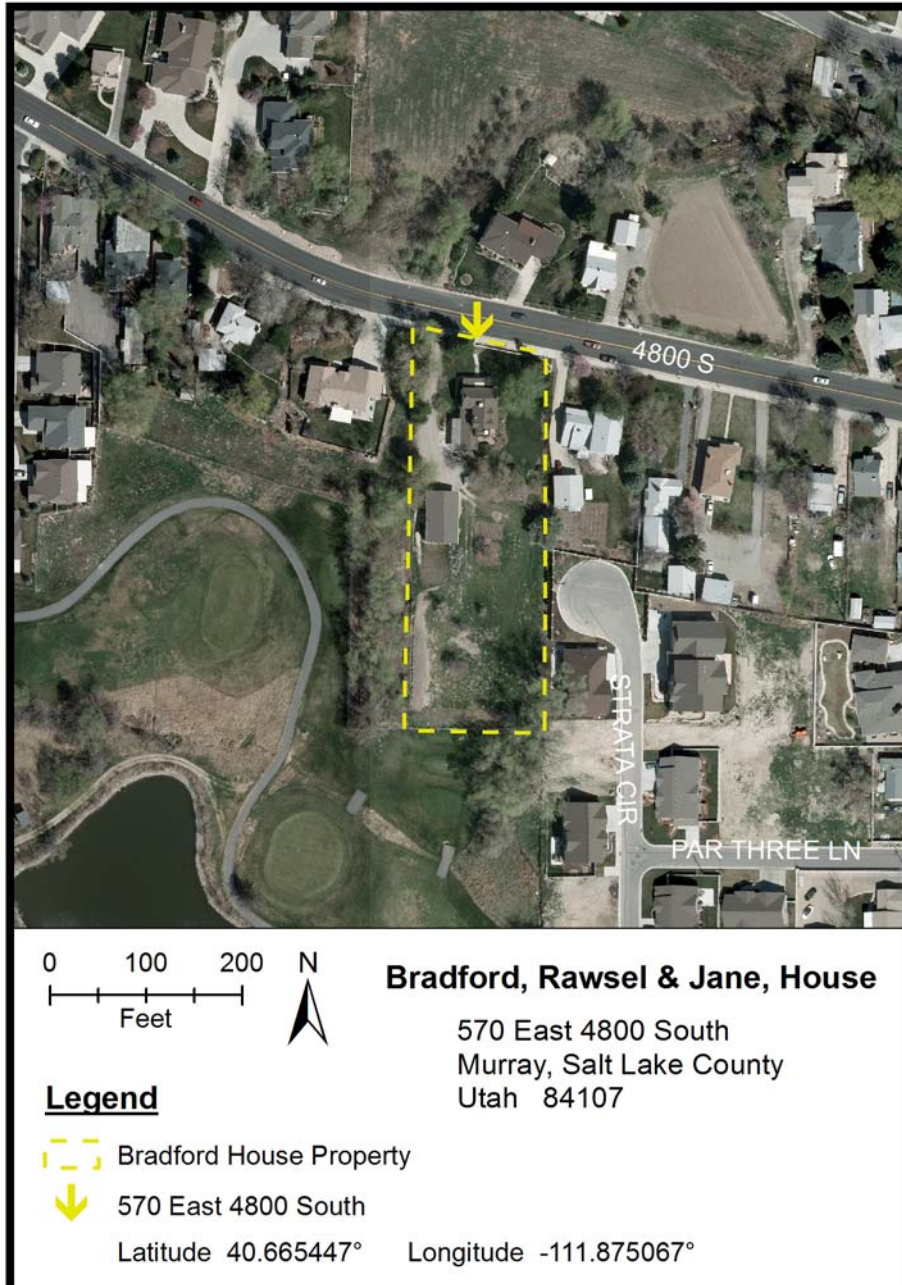 4800 S
STRATA CIR
PAR THREE LN
0 100 200
Feet
N
Bradford, Rawsel & Jane, House
570 East 4800 South
Murray, Salt Lake County
Utah 84107
Legend
Bradford House Property
570 East 4800 South
Latitude 40.665447° Longitude -111.875067°